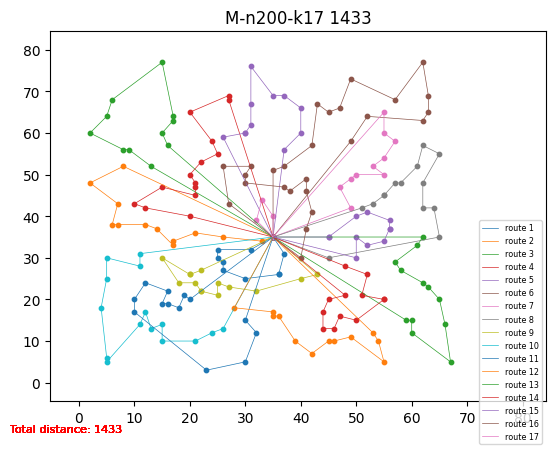 M-n200-k17 1433
80
70
60
50
40
30
20
10
0
0
10
20
30
40
50
60
70
80
route 1
route 2
route 3
route 4
route 5
route 6
route 7
route 8
route 9
route 10
route 11
route 12
route 13
route 14
route 15
route 16
route 17
Total distance: 1433